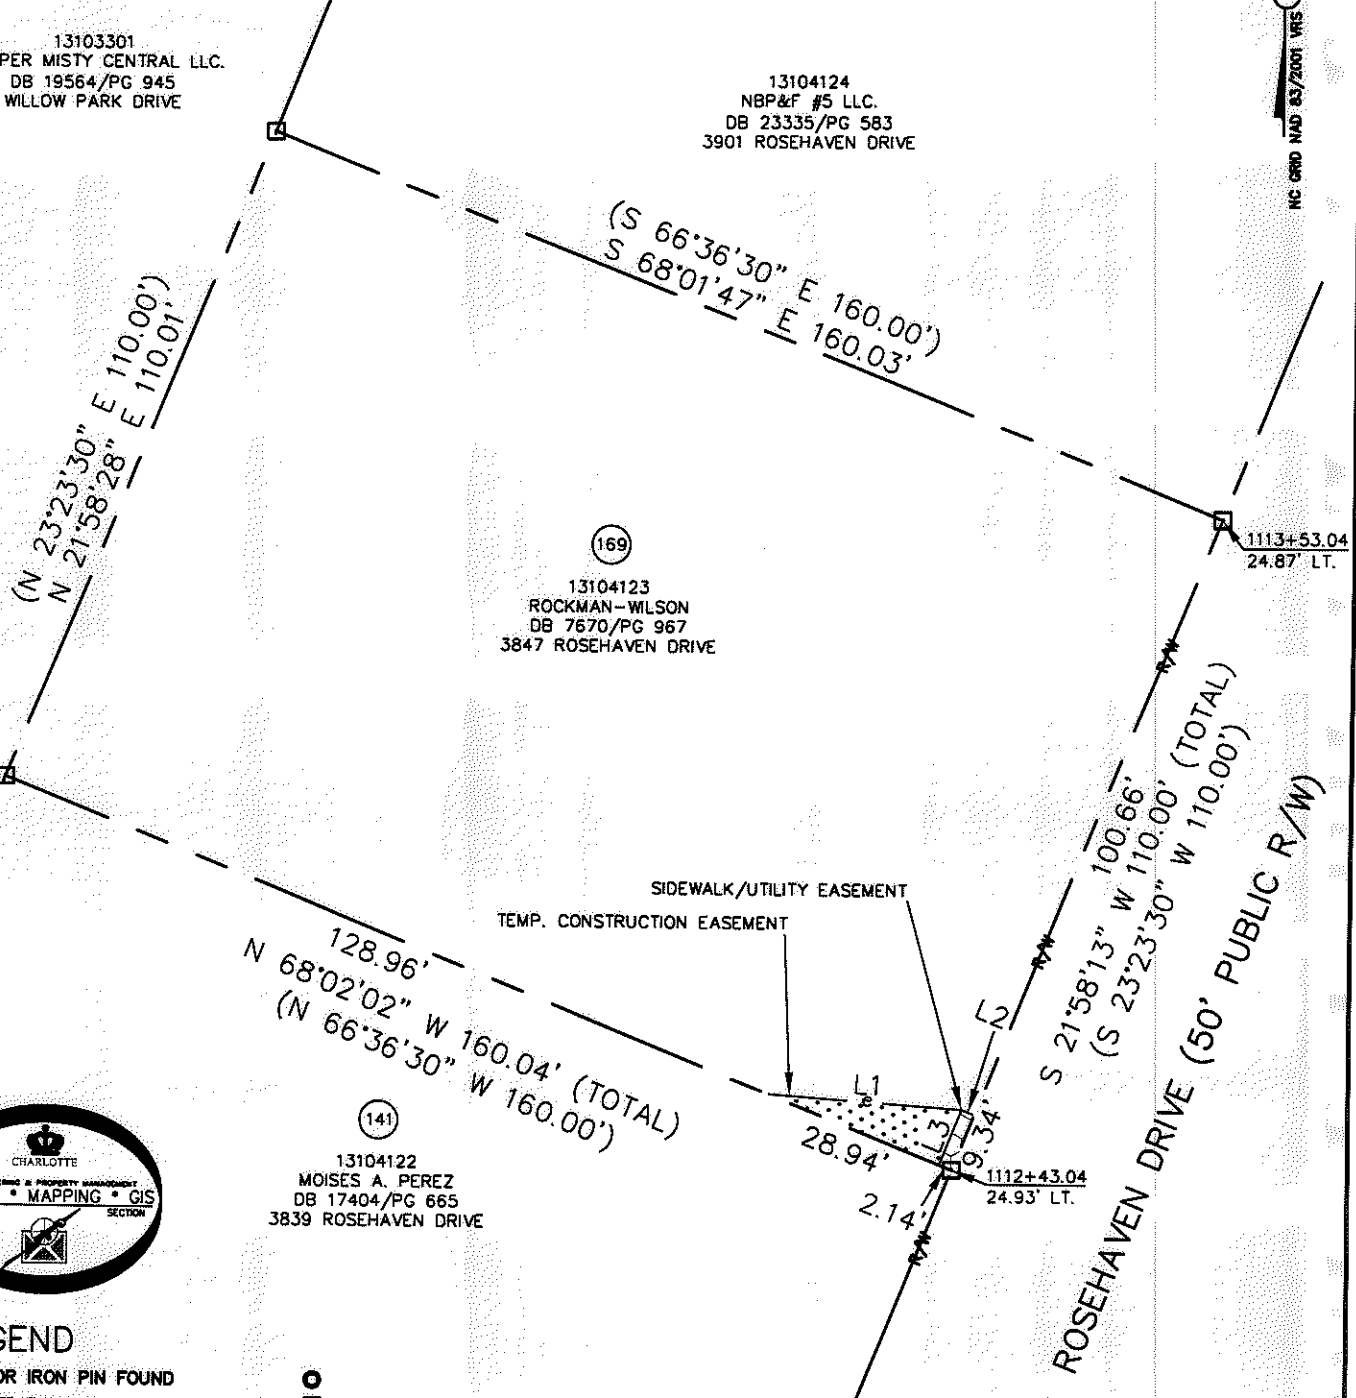 13103301
PER MISTY CENTRAL LLC.
DB 19564/PG 945
WILLOW PARK DRIVE
13104124
NBP&F #5 LLC.
DB 23335/PG 583
3901 ROSEHAVEN DRIVE
NC GRID NAD 83/2001 VRS
(S 66°36'30" E 160.00')
S 68°01'47" E 160.03'
(N 23°23'30" E 110.00')
N 21°58'28" E 110.01'
169
13104123
ROCKMAN-WILSON
DB 7670/PG 967
3847 ROSEHAVEN DRIVE
1113+53.04
24.87' LT.
R/W
100.66'
S 21°58'13" W 110.00' (TOTAL)
(S 23°23'30" W 110.00')
ROSEHAVEN DRIVE (50' PUBLIC R/W)
R/W
SIDEWALK/UTILITY EASEMENT
TEMP. CONSTRUCTION EASEMENT
128.96'
N 68°02'02" W 160.04' (TOTAL)
(N 66°36'30" W 160.00')
L2
L1
L3
9.34'
28.94'
2.14'
1112+43.04
24.93' LT.
R/W
141
13104122
MOISES A. PEREZ
DB 17404/PG 665
3839 ROSEHAVEN DRIVE
CHARLOTTE
& PROPERTY MANAGEMENT
* MAPPING * GIS
SECTION
GEND
OR IRON PIN FOUND